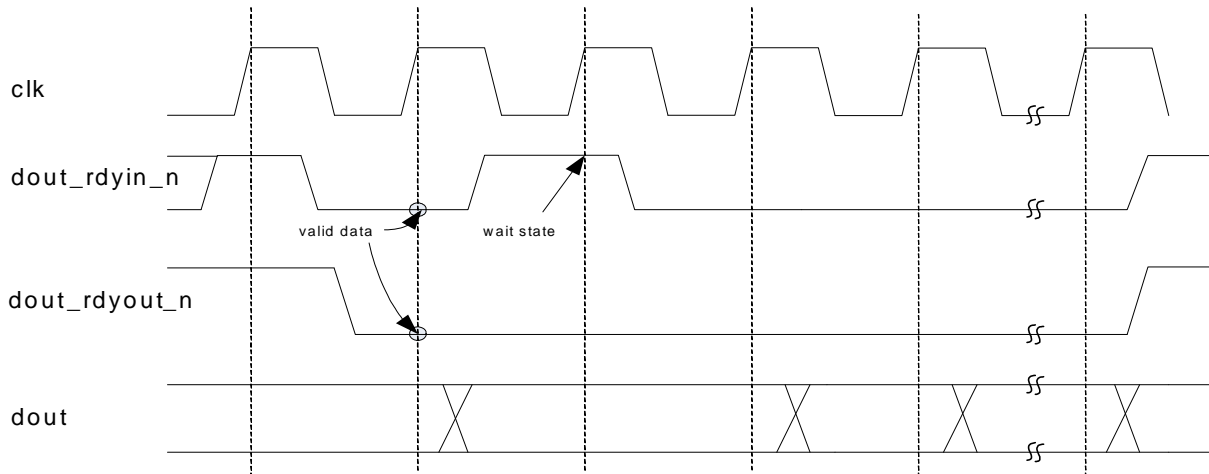 clk
dout_rdyin_n
valid data
wait state
dout_rdyout_n
dout